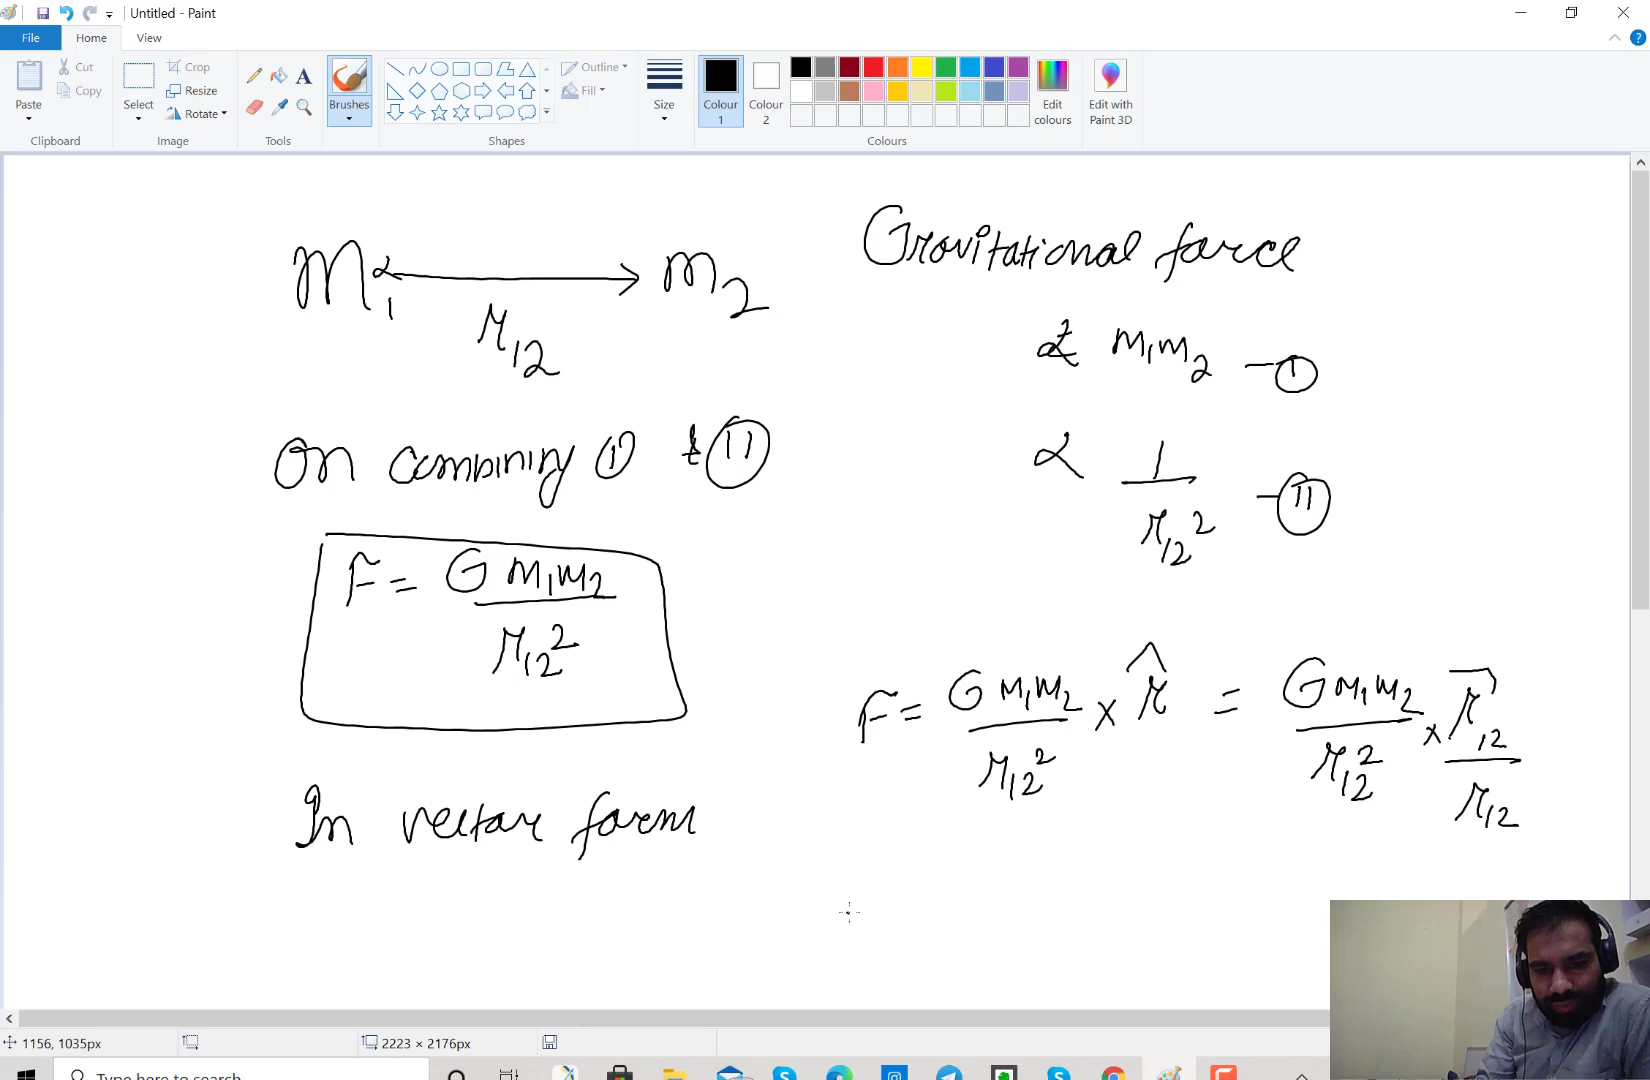 Untitled - Paint
File Home View
Paste Cut Copy Select Crop Resize Rotate Brushes Outline Fill Size Colour 1 Colour 2 Edit colours Edit with Paint 3D
Clipboard Image Tools Shapes Colours
M₁ m₂
r₁₂
Gravitational force
∝ m₁m₂ - I
∝ 1/r₁₂² - II
On combining I & II
F = G m₁m₂/r₁₂²
In vector form
F = G m₁m₂/r₁₂² × r̂ = G m₁m₂/r₁₂² × r⃗₁₂/r₁₂
1156, 1035px 2223 × 2176px
Type here to search